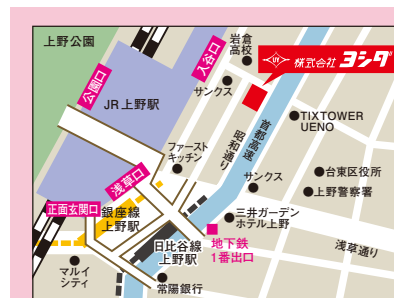 上野公園
岩倉
高校
UY
株式会社 ヨシダ
入谷口
公園口
サンクス
JR上野駅
TIXTOWER
UENO
首都高速
昭和通り
ファースト
キッチン
台東区役所
浅草口
サンクス
上野警察署
正面玄関口
銀座線
上野駅
三井ガーデン
ホテル上野
浅草通り
日比谷線
上野駅
地下鉄
1番出口
マルイ
シティ
常陽銀行